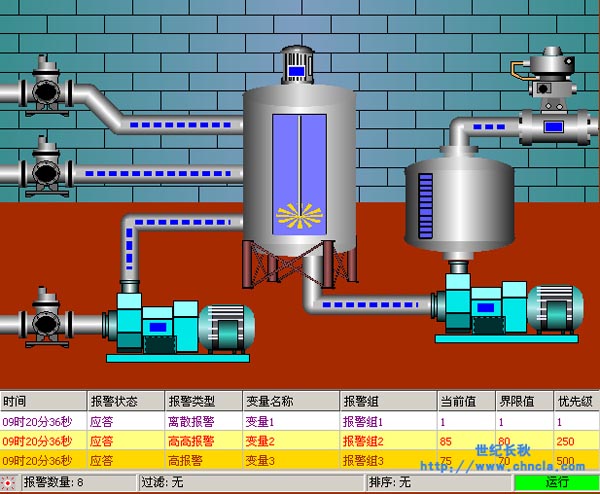 时间 报警状态 报警类型 变量名称 报警组 当前值 界限值 优先级
09时20分36秒 应答 离散报警 变量1 报警组1 1 1 1
09时20分36秒 应答 高高报警 变量2 报警组2 85 80 250
09时20分36秒 应答 高报警 变量3 报警组3 75 70 500
世纪长秋
http://www.chncla.com
报警数量: 8 过滤: 无 排序: 无 运行